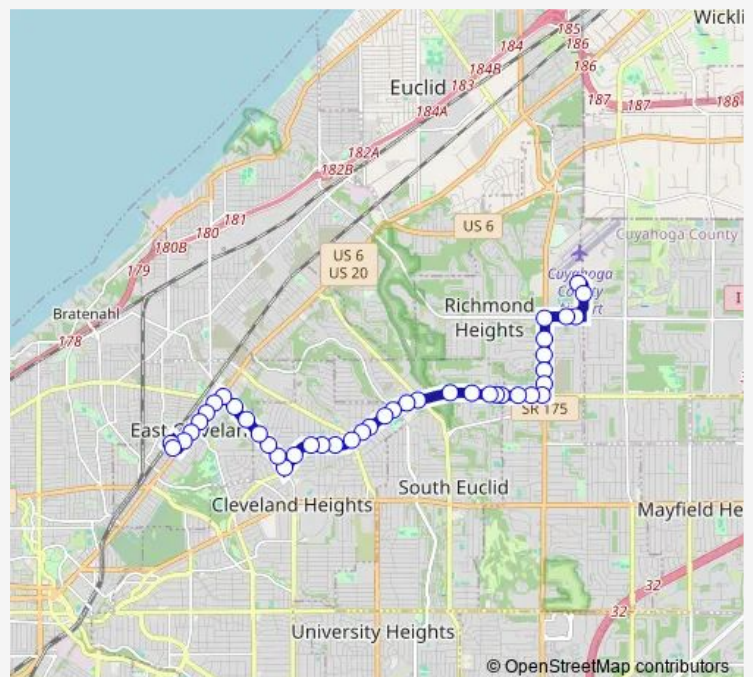 Wickli
185
184
186
184B
186
Euclid
183
187
187
188
184A
182A
182B
181
180
US 6
Cuyahoga County
180B
US 6
US 20
179
Cuyahoga
County
Richmond
Heights
Bratenahl
178
SR 175
South Euclid
Cleveland Heights
Mayfield He
32
32
University Heights
© OpenStreetMap contributors